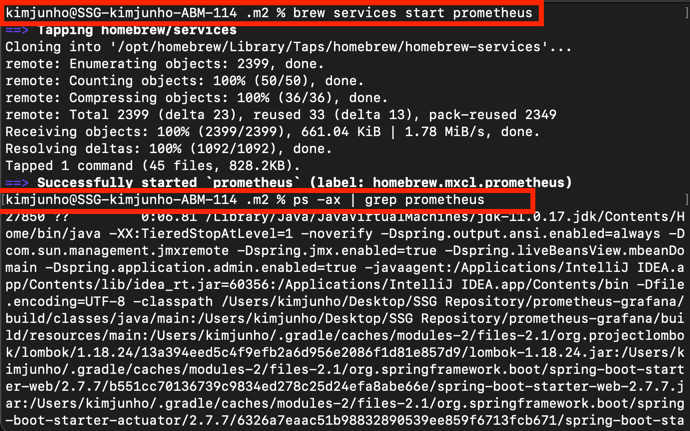 kimjunho@SSG-kimjunho-ABM-114 .m2 % brew services start prometheus
==> Tapping homebrew/services
Cloning into '/opt/homebrew/Library/Taps/homebrew/homebrew-services'...
remote: Enumerating objects: 2399, done.
remote: Counting objects: 100% (50/50), done.
remote: Compressing objects: 100% (36/36), done.
remote: Total 2399 (delta 23), reused 33 (delta 13), pack-reused 2349
Receiving objects: 100% (2399/2399), 661.04 KiB | 1.78 MiB/s, done.
Resolving deltas: 100% (1092/1092), done.
Tapped 1 command (45 files, 828.2KB).
==> Successfully started `prometheus` (label: homebrew.mxcl.prometheus)
[kimjunho@SSG-kimjunho-ABM-114 .m2 % ps -ax | grep prometheus ]
27850 ?? 0:06.81 /Library/Java/JavaVirtualMachines/jdk-11.0.17.jdk/Contents/H
ome/bin/java -XX:TieredStopAtLevel=1 -noverify -Dspring.output.ansi.enabled=always -D
com.sun.management.jmxremote -Dspring.jmx.enabled=true -Dspring.liveBeansView.mbeanDo
main -Dspring.application.admin.enabled=true -javaagent:/Applications/IntelliJ IDEA.a
pp/Contents/lib/idea_rt.jar=60356:/Applications/IntelliJ IDEA.app/Contents/bin -Dfile
.encoding=UTF-8 -classpath /Users/kimjunho/Desktop/SSG Repository/prometheus-grafana/
build/classes/java/main:/Users/kimjunho/Desktop/SSG Repository/prometheus-grafana/bui
ld/resources/main:/Users/kimjunho/.gradle/caches/modules-2/files-2.1/org.projectlombo
k/lombok/1.18.24/13a394eed5c4f9efb2a6d956e2086f1d81e857d9/lombok-1.18.24.jar:/Users/k
imjunho/.gradle/caches/modules-2/files-2.1/org.springframework.boot/spring-boot-start
er-web/2.7.7/b551cc70136739c9834ed278c25d24efa8abe66e/spring-boot-starter-web-2.7.7.j
ar:/Users/kimjunho/.gradle/caches/modules-2/files-2.1/org.springframework.boot/spring
-boot-starter-actuator/2.7.7/6326a7eaac51b98832890539ee859f6713fcb671/spring-boot-sta